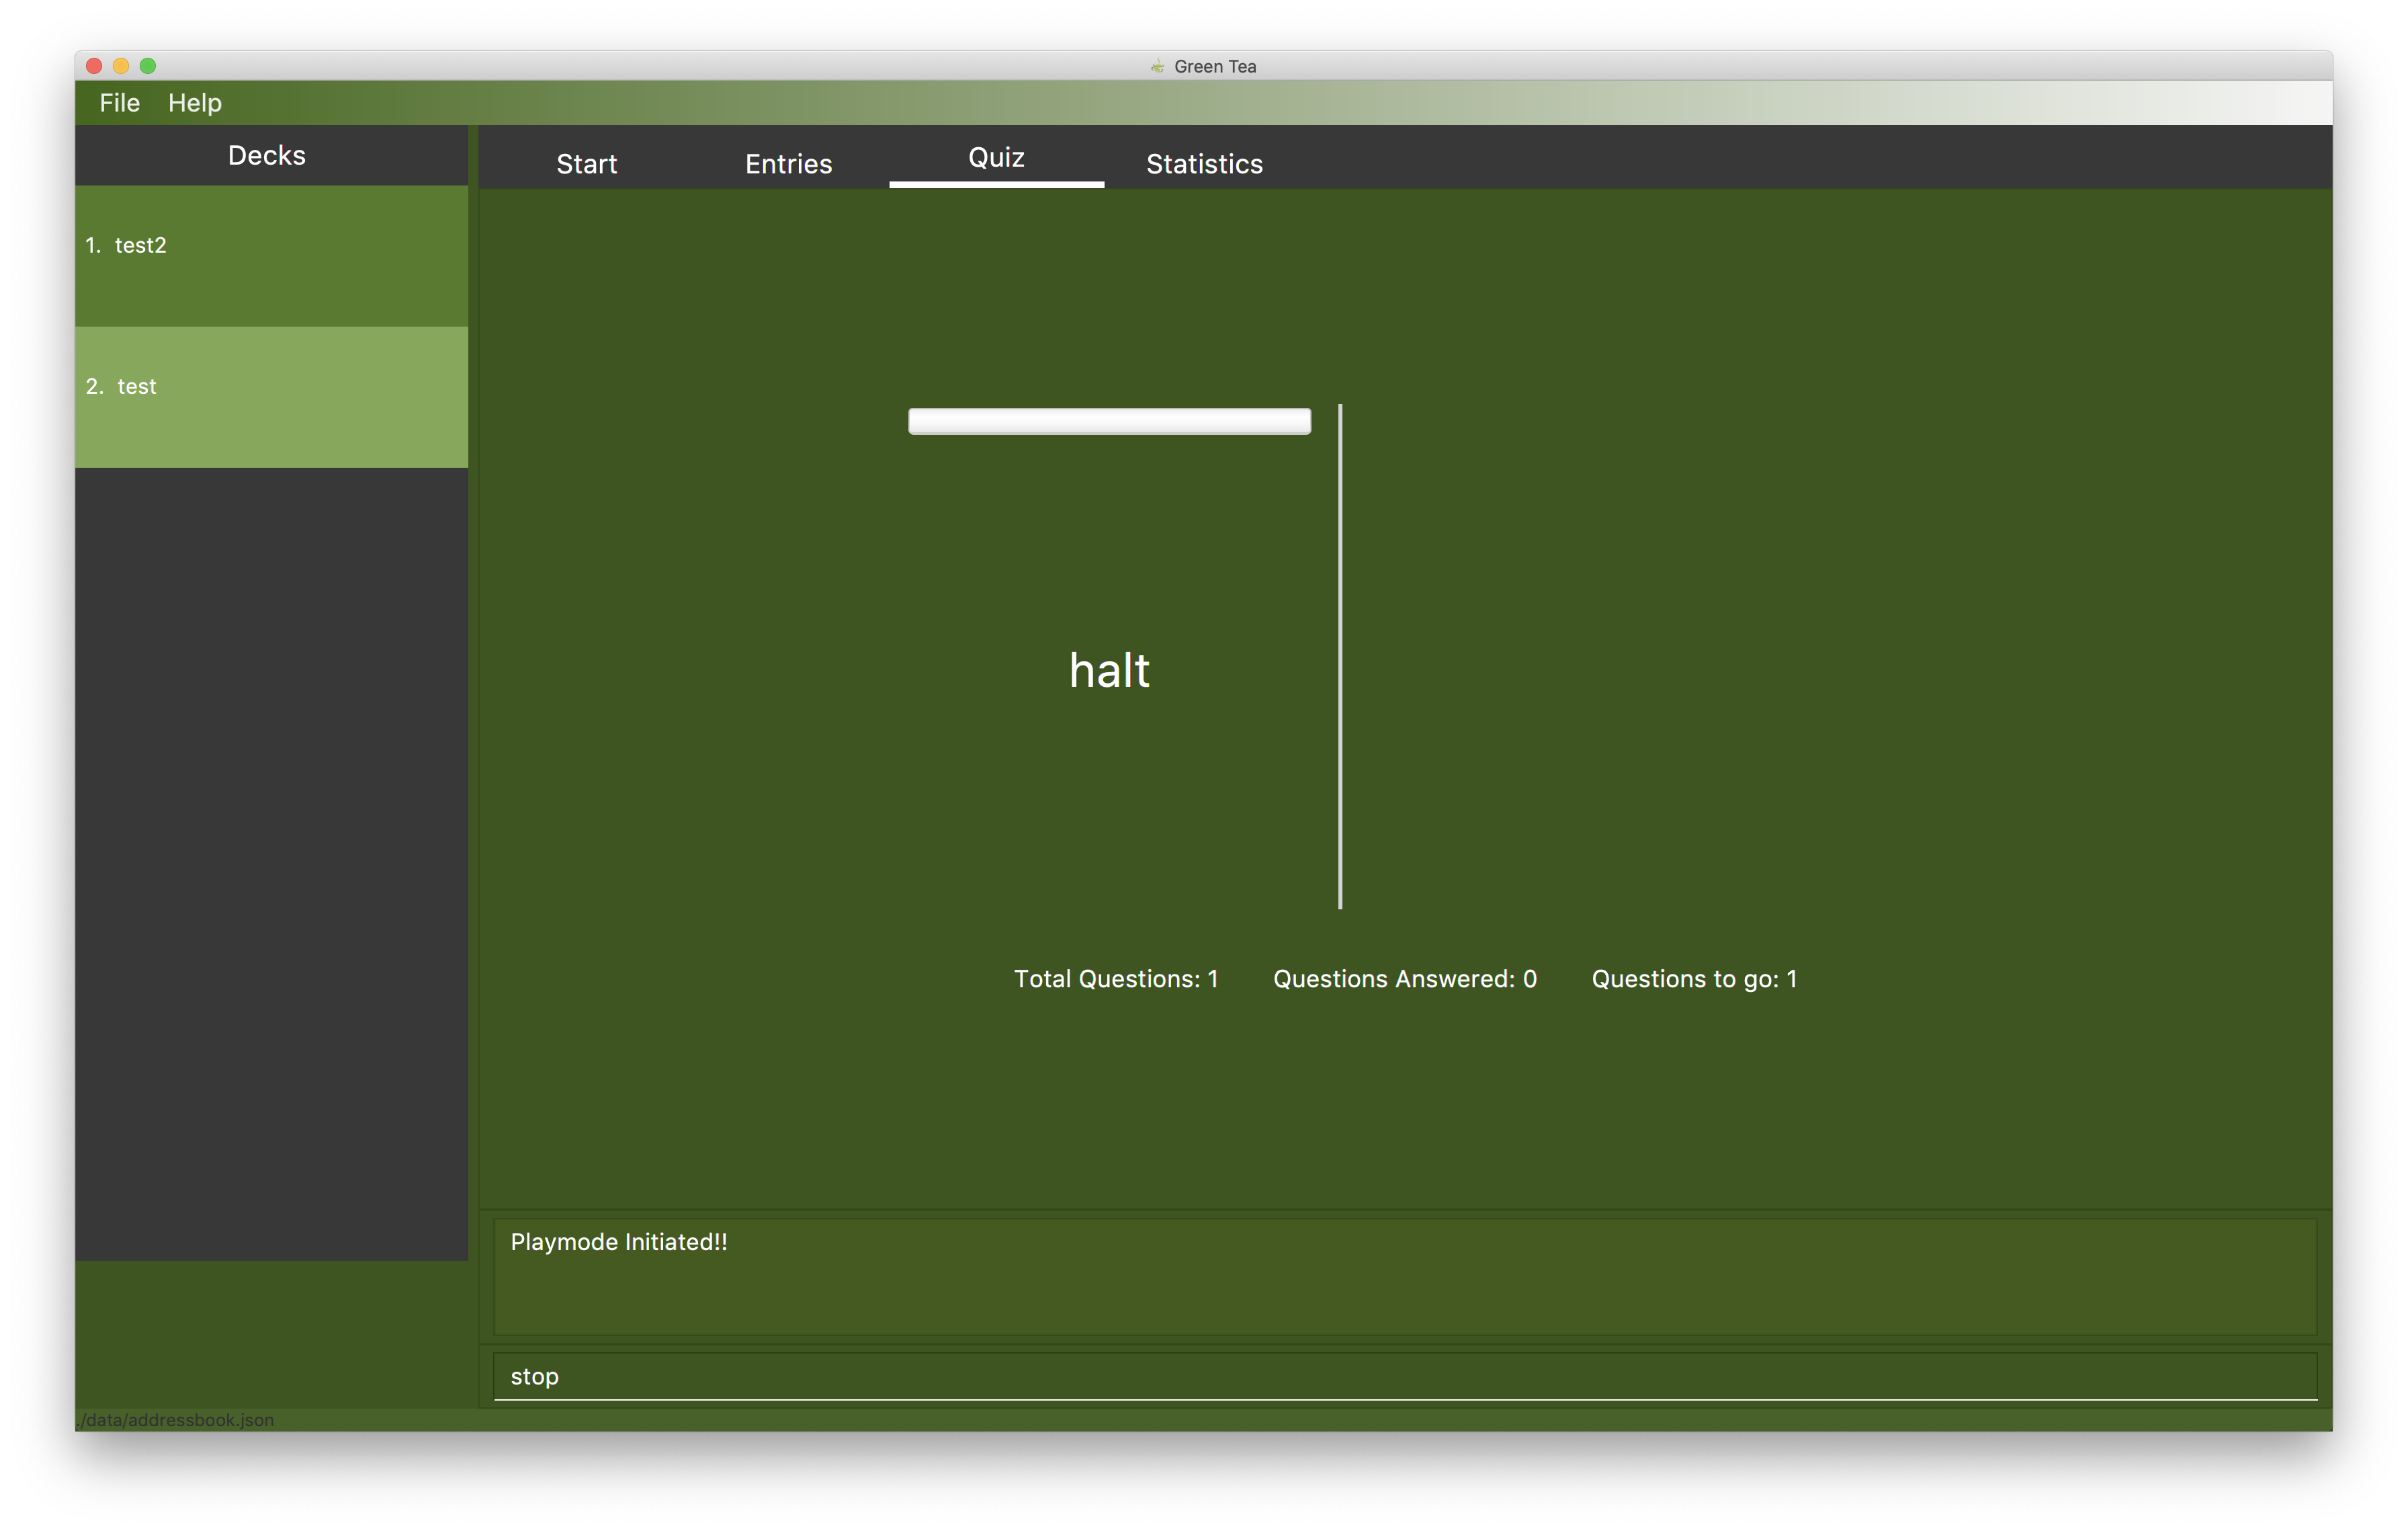 Green Tea
File Help
Decks
Start Entries Quiz Statistics
1. test2
2. test
halt
Total Questions: 1 Questions Answered: 0 Questions to go: 1
Playmode Initiated!!
stop
./data/addressbook.json